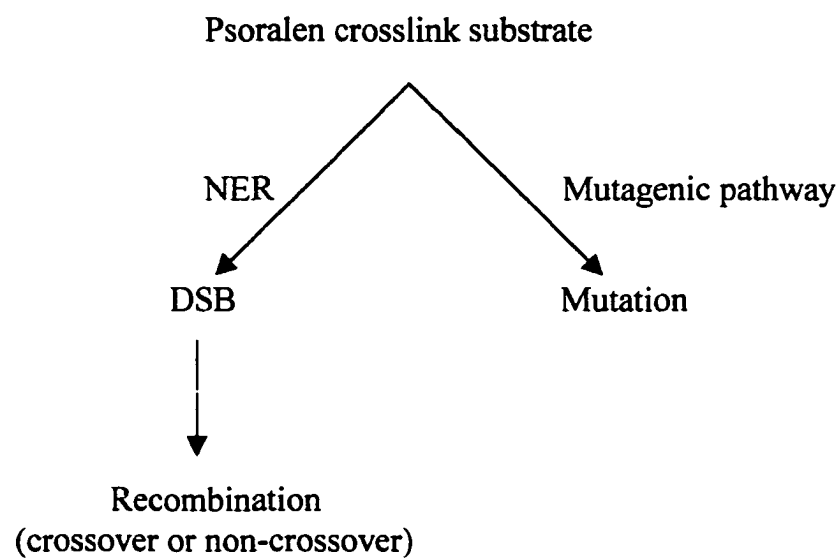 Psoralen crosslink substrate
NER
Mutagenic pathway
DSB
Mutation
Recombination
(crossover or non-crossover)